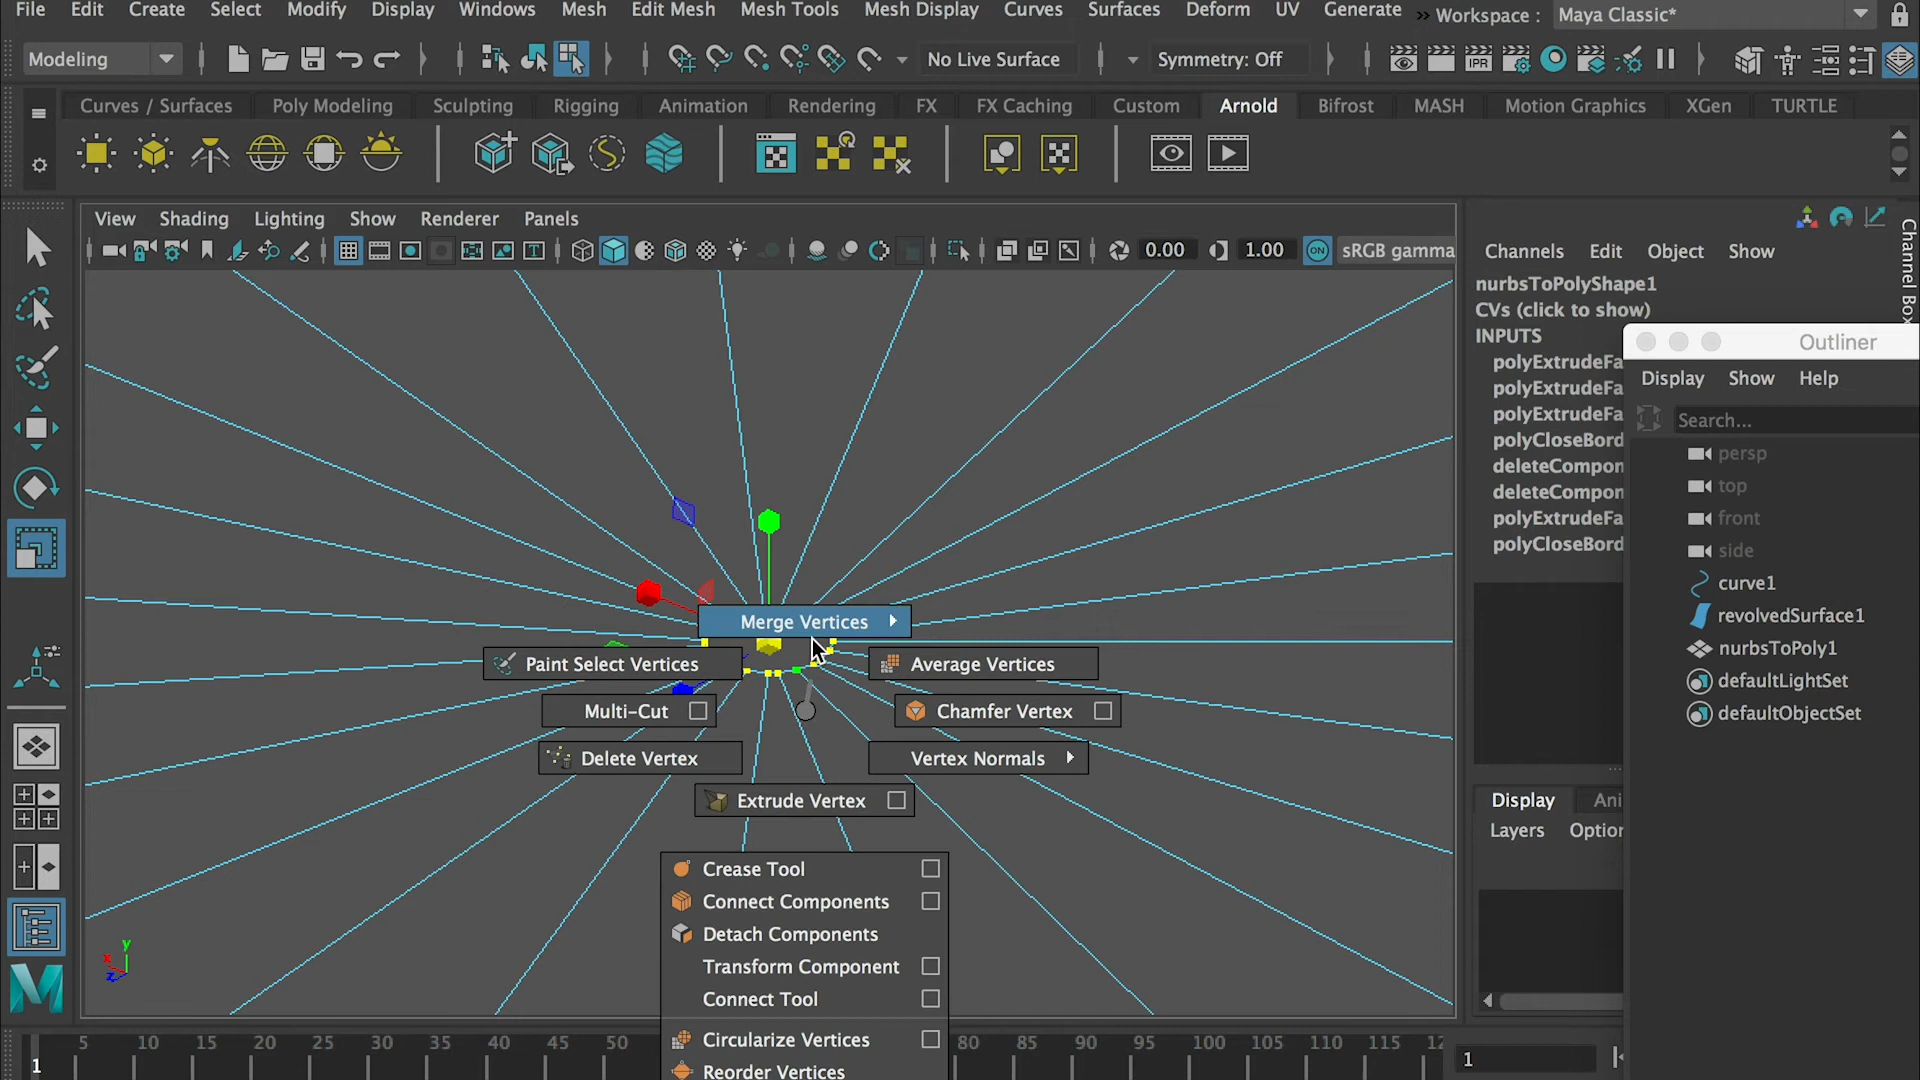 File Edit Create Select Modify Display Windows Mesh Edit Mesh Mesh Tools Mesh Display Curves Surfaces Deform UV Generate » Workspace : Maya Classic*
Modeling No Live Surface Symmetry: Off IPR
Curves / Surfaces Poly Modeling Sculpting Rigging Animation Rendering FX FX Caching Custom Arnold Bifrost MASH Motion Graphics XGen TURTLE
View Shading Lighting Show Renderer Panels
0.00 1.00 ON sRGB gamma
Channels Edit Object Show
Channel Box
nurbsToPolyShape1
CVs (click to show)
INPUTS
polyExtrudeFa
polyExtrudeFa
polyExtrudeFa
polyCloseBord
deleteCompon
deleteCompon
polyExtrudeFa
polyCloseBord
Outliner
Display Show Help
Search...
persp
top
front
side
curve1
revolvedSurface1
nurbsToPoly1
defaultLightSet
defaultObjectSet
Merge Vertices
Paint Select Vertices
Average Vertices
Multi-Cut
Chamfer Vertex
Delete Vertex
Vertex Normals
Extrude Vertex
Crease Tool
Connect Components
Detach Components
Transform Component
Connect Tool
Circularize Vertices
Reorder Vertices
y
x
z
Display Ani
Layers Option
1 5 10 15 20 25 30 35 40 45 50 80 85 90 95 100 105 110 115 12
1